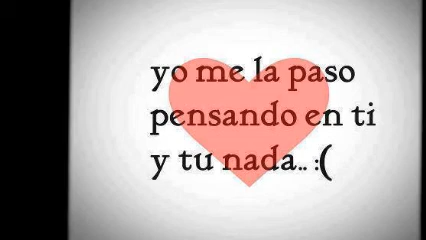 yo me la paso
pensando en ti
y tu nada.. :(